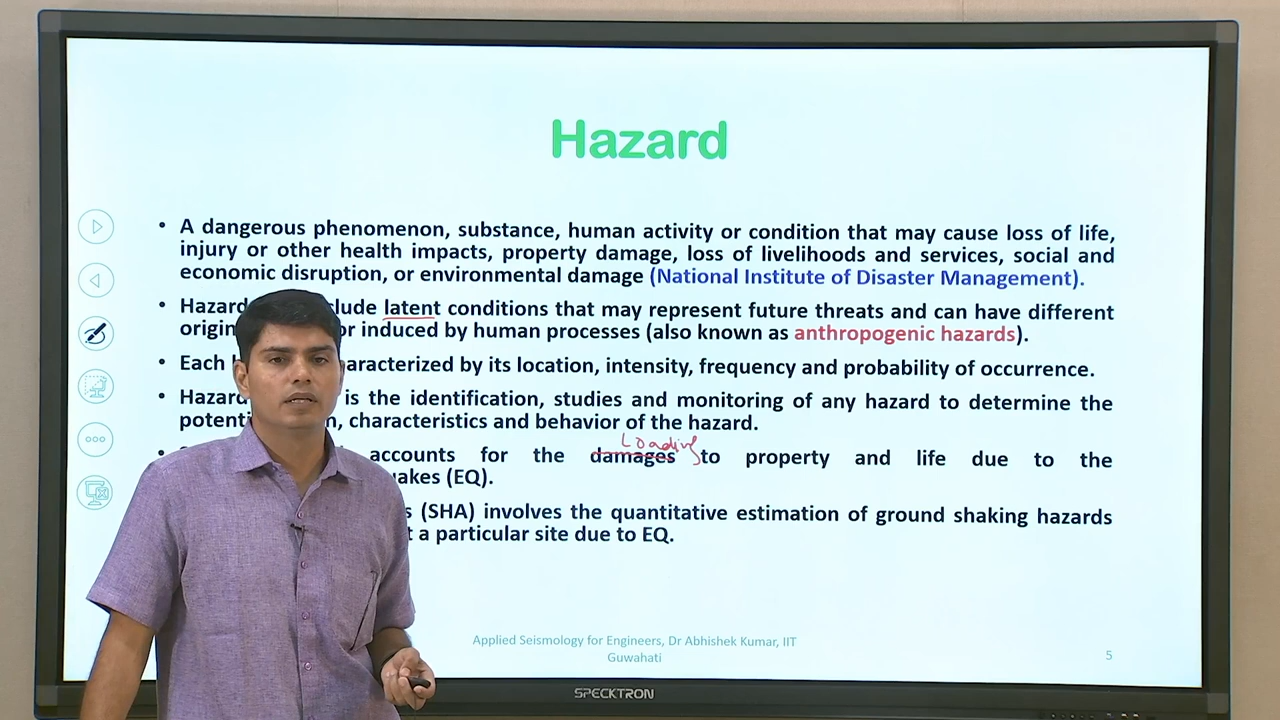 Hazard
• A dangerous phenomenon, substance, human activity or condition that may cause loss of life,
injury or other health impacts, property damage, loss of livelihoods and services, social and
economic disruption, or environmental damage (National Institute of Disaster Management).
• Hazard clude latent conditions that may represent future threats and can have different
origin or induced by human processes (also known as anthropogenic hazards).
• Each aracterized by its location, intensity, frequency and probability of occurrence.
• Hazard is the identification, studies and monitoring of any hazard to determine the
potenti n, characteristics and behavior of the hazard.
Loading
• accounts for the damages to property and life due to the
uakes (EQ).
s (SHA) involves the quantitative estimation of ground shaking hazards
t a particular site due to EQ.
Applied Seismology for Engineers, Dr Abhishek Kumar, IIT
Guwahati
5
SPECKTRON